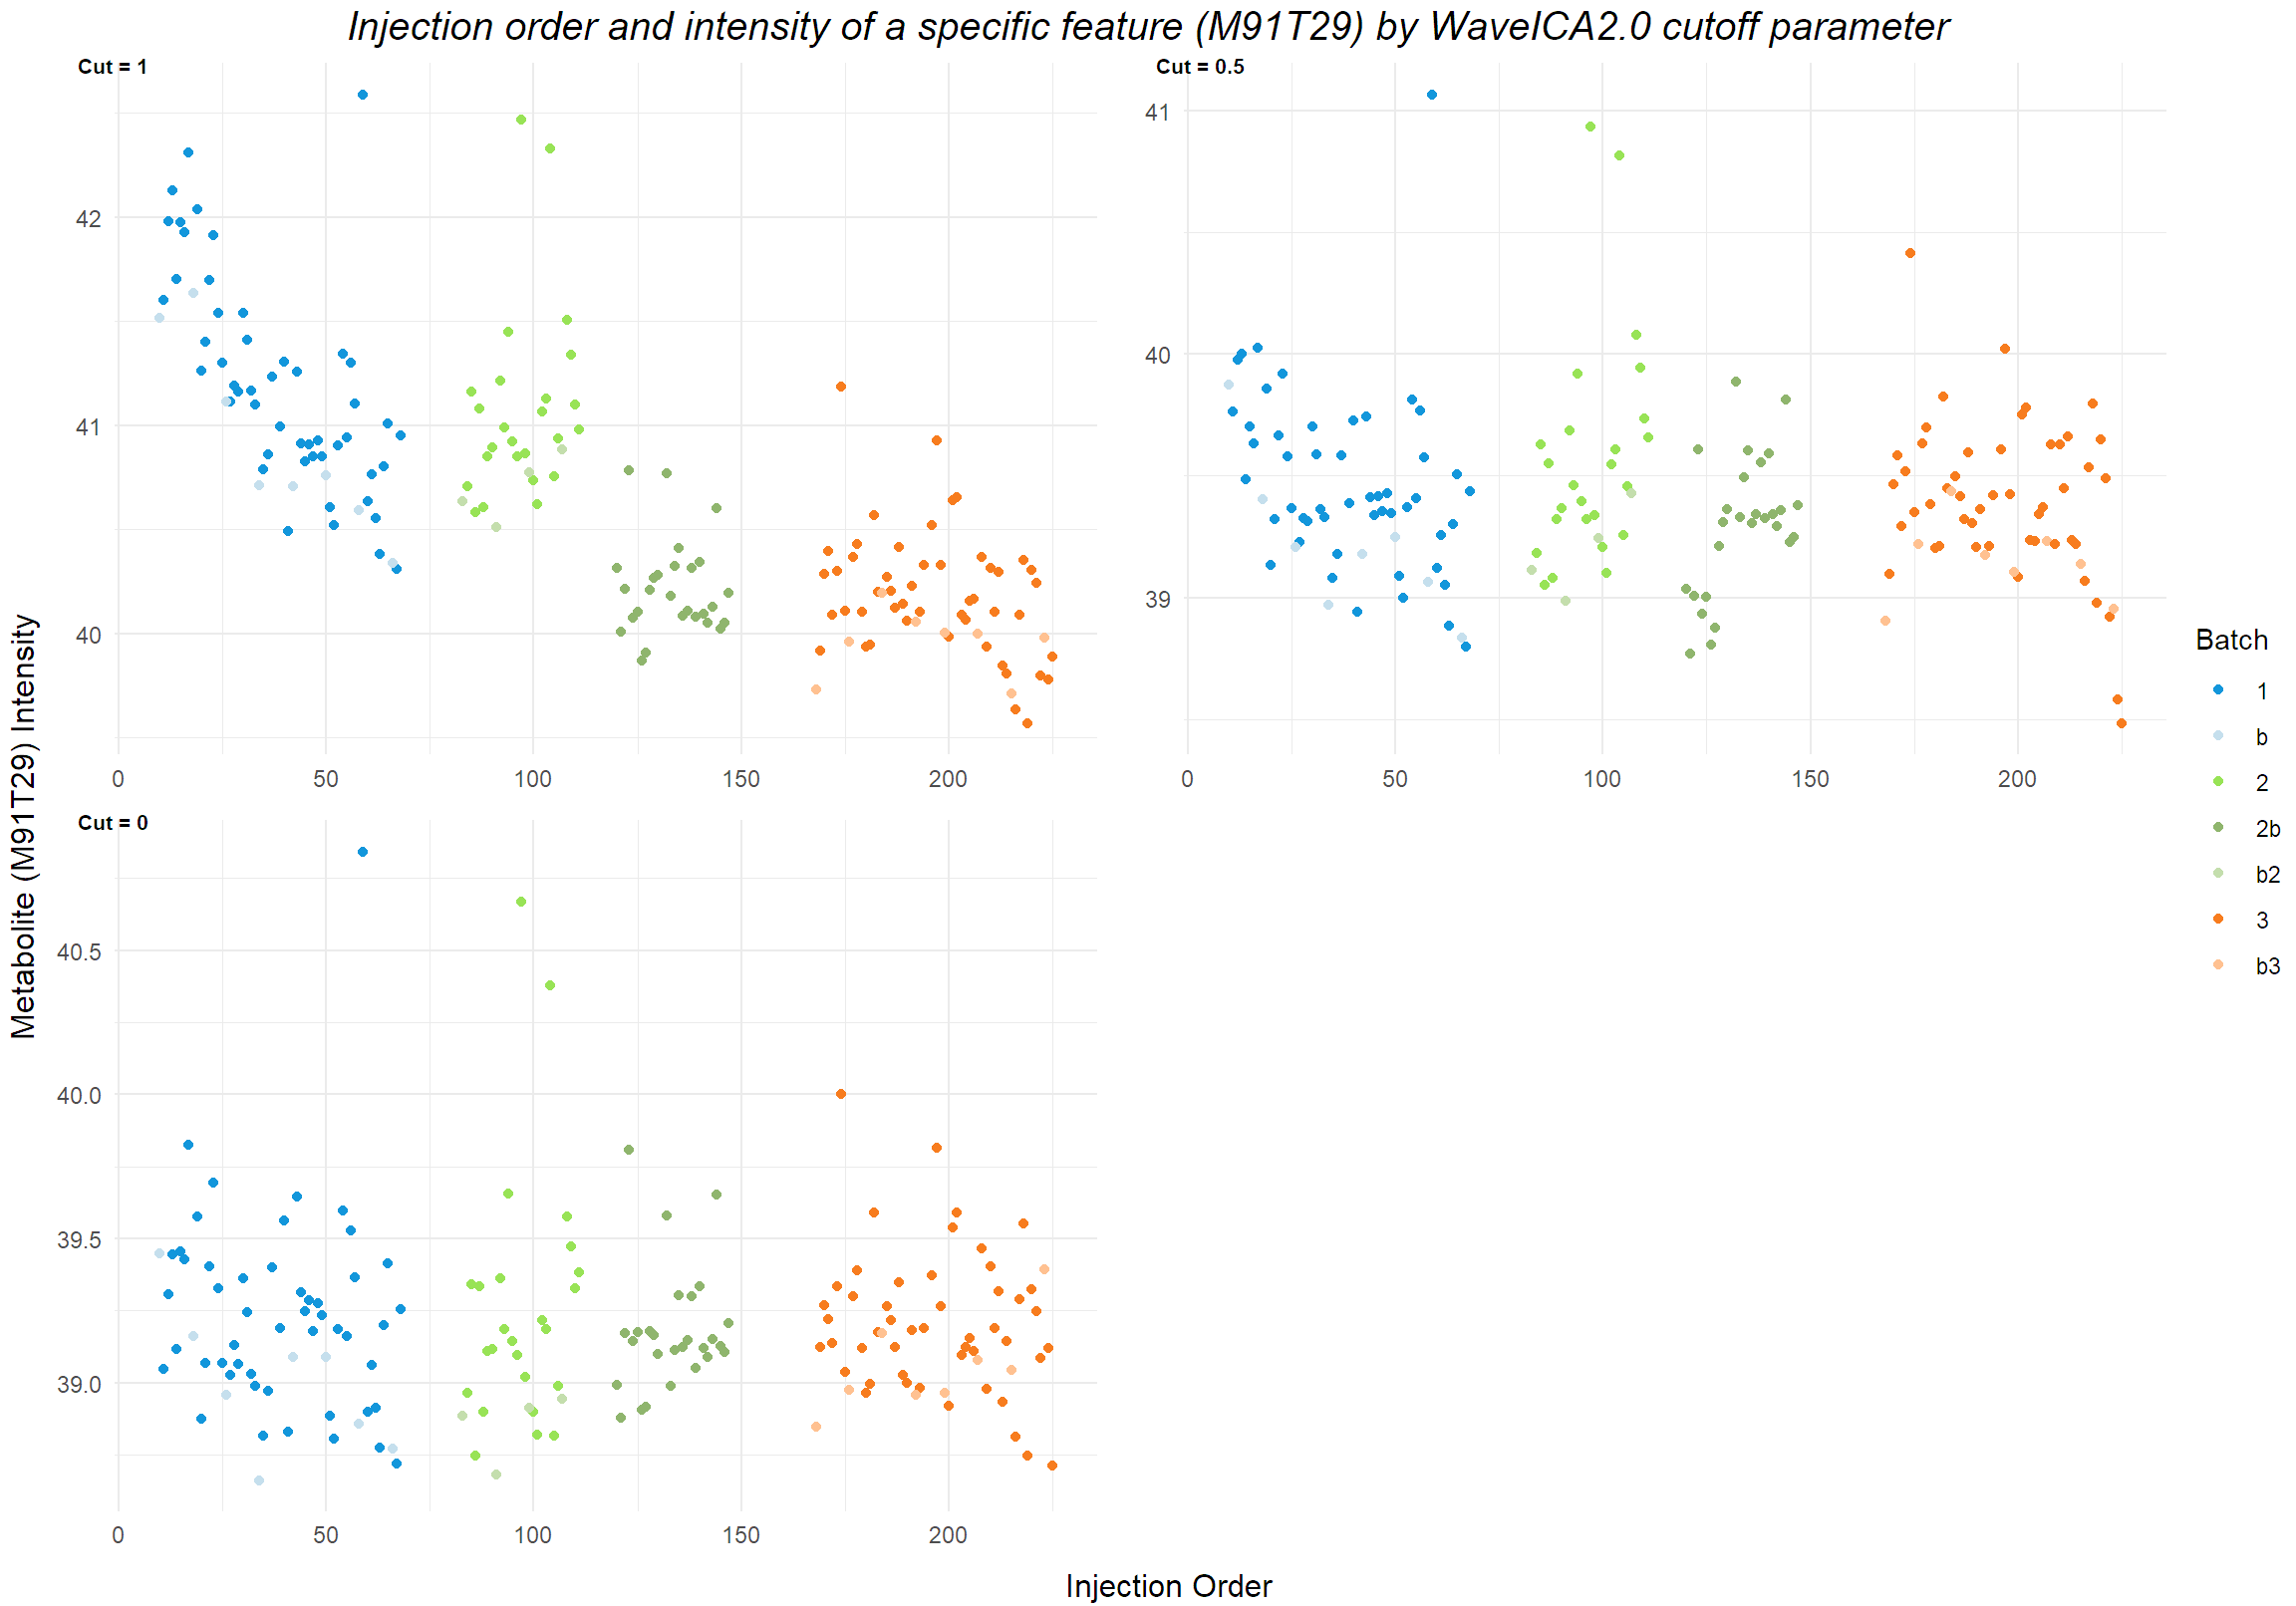 Injection order and intensity of a specific feature (M91T29) by WaveICA2.0 cutoff parameter
Cut = 1
42
41
40
0 50 100 150 200
Cut = 0.5
41
40
39
0 50 100 150 200
Cut = 0
40.5
40.0
39.5
39.0
0 50 100 150 200
Metabolite (M91T29) Intensity
Injection Order
Batch
1
b
2
2b
b2
3
b3